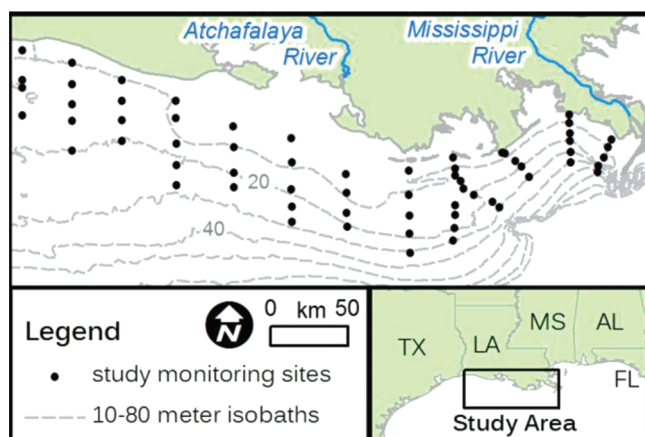 Atchafalaya
River
Mississippi
River
20
40
Legend
N
0 km 50
study monitoring sites
10-80 meter isobaths
TX
LA
MS
AL
FL
Study Area